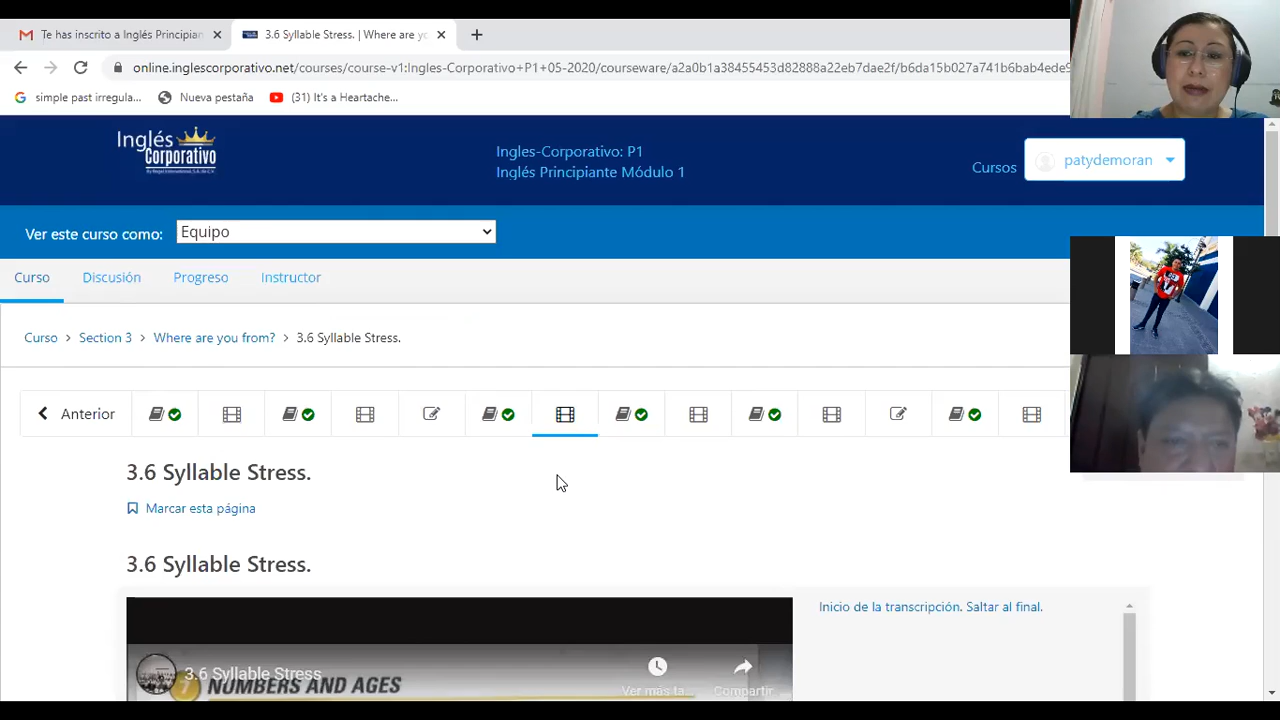 Te has inscrito a Inglés Principian
3.6 Syllable Stress. | Where are yo
online.inglescorporativo.net/courses/course-v1:Ingles-Corporativo+P1+05-2020/courseware/a2a0b1a38455453d82888a22eb7dae2f/b6da15b027a741b6bab4ede9
simple past irregula...
Nueva pestaña
(31) It's a Heartache...
Inglés
Corporativo
Ingles-Corporativo: P1
Inglés Principiante Módulo 1
Cursos
patydemoran
Ver este curso como:
Equipo
Curso
Discusión
Progreso
Instructor
Curso > Section 3 > Where are you from? > 3.6 Syllable Stress.
Anterior
3.6 Syllable Stress.
Marcar esta página
3.6 Syllable Stress.
Inicio de la transcripción. Saltar al final.
3.6 Syllable Stress
7 NUMBERS AND AGES
Ver más ta...
Compartir